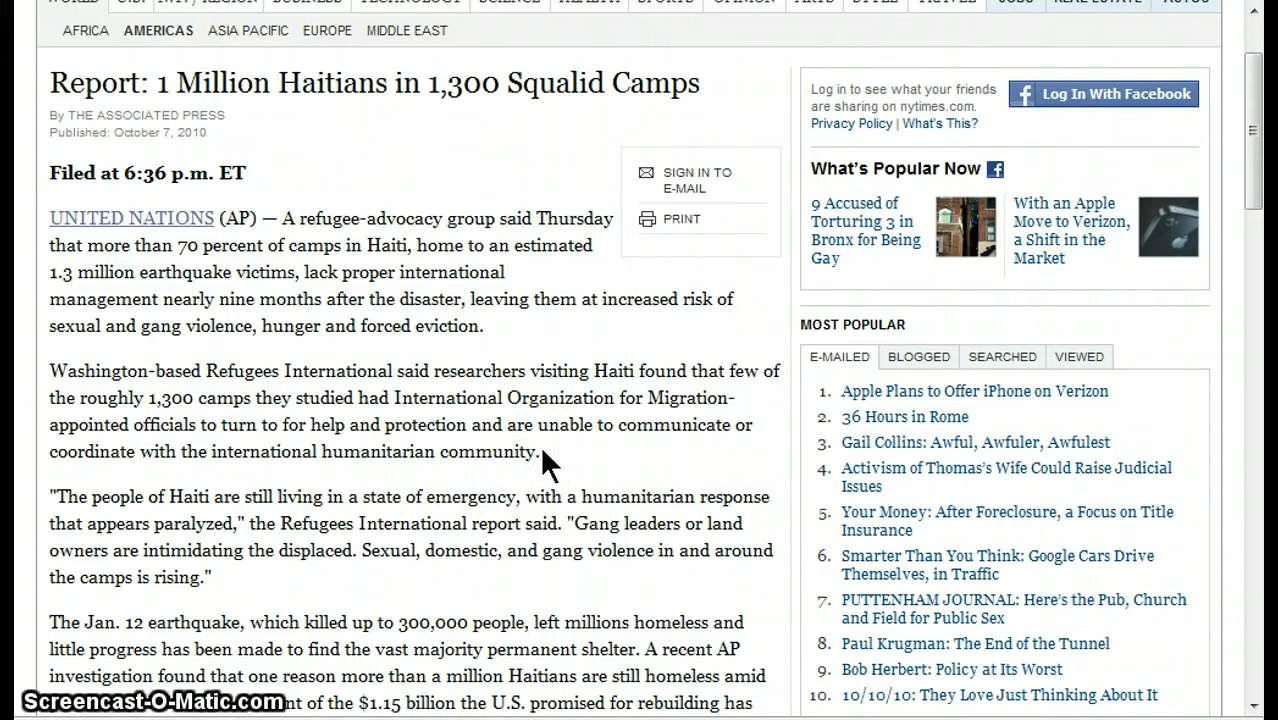 WORLD U.S. N.Y. / REGION BUSINESS TECHNOLOGY SCIENCE HEALTH SPORTS OPINION ARTS STYLE TRAVEL JOBS REAL ESTATE AUTOS
AFRICA AMERICAS ASIA PACIFIC EUROPE MIDDLE EAST
Report: 1 Million Haitians in 1,300 Squalid Camps
By THE ASSOCIATED PRESS
Published: October 7, 2010
Filed at 6:36 p.m. ET
SIGN IN TO
E-MAIL
PRINT
UNITED NATIONS (AP) — A refugee-advocacy group said Thursday
that more than 70 percent of camps in Haiti, home to an estimated
1.3 million earthquake victims, lack proper international
management nearly nine months after the disaster, leaving them at increased risk of
sexual and gang violence, hunger and forced eviction.
Washington-based Refugees International said researchers visiting Haiti found that few of
the roughly 1,300 camps they studied had International Organization for Migration-
appointed officials to turn to for help and protection and are unable to communicate or
coordinate with the international humanitarian community.
"The people of Haiti are still living in a state of emergency, with a humanitarian response
that appears paralyzed," the Refugees International report said. "Gang leaders or land
owners are intimidating the displaced. Sexual, domestic, and gang violence in and around
the camps is rising."
The Jan. 12 earthquake, which killed up to 300,000 people, left millions homeless and
little progress has been made to find the vast majority permanent shelter. A recent AP
investigation found that one reason more than a million Haitians are still homeless amid
nt of the $1.15 billion the U.S. promised for rebuilding has
Screencast-O-Matic.com
Log in to see what your friends
are sharing on nytimes.com.
Privacy Policy | What's This?
Log In With Facebook
What's Popular Now
9 Accused of
Torturing 3 in
Bronx for Being
Gay
With an Apple
Move to Verizon,
a Shift in the
Market
MOST POPULAR
E-MAILED BLOGGED SEARCHED VIEWED
1. Apple Plans to Offer iPhone on Verizon
2. 36 Hours in Rome
3. Gail Collins: Awful, Awfuler, Awfulest
4. Activism of Thomas's Wife Could Raise Judicial
Issues
5. Your Money: After Foreclosure, a Focus on Title
Insurance
6. Smarter Than You Think: Google Cars Drive
Themselves, in Traffic
7. PUTTENHAM JOURNAL: Here's the Pub, Church
and Field for Public Sex
8. Paul Krugman: The End of the Tunnel
9. Bob Herbert: Policy at Its Worst
10. 10/10/10: They Love Just Thinking About It